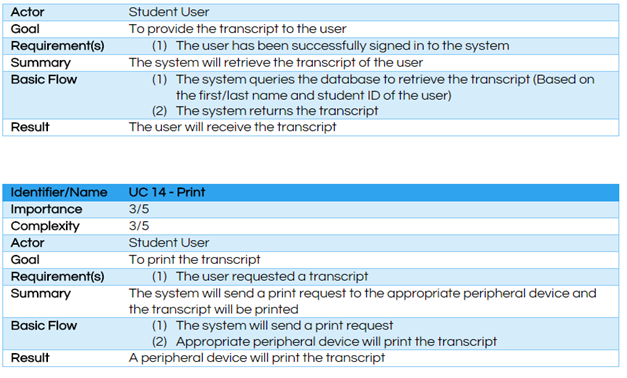 Actor Student User
Goal To provide the transcript to the user
Requirement(s) (1) The user has been successfully signed in to the system
Summary The system will retrieve the transcript of the user
Basic Flow (1) The system queries the database to retrieve the transcript (Based on
the first/last name and student ID of the user)
(2) The system returns the transcript
Result The user will receive the transcript
Identifier/Name UC 14 - Print
Importance 3/5
Complexity 3/5
Actor Student User
Goal To print the transcript
Requirement(s) (1) The user requested a transcript
Summary The system will send a print request to the appropriate peripheral device and
the transcript will be printed
Basic Flow (1) The system will send a print request
(2) Appropriate peripheral device will print the transcript
Result A peripheral device will print the transcript